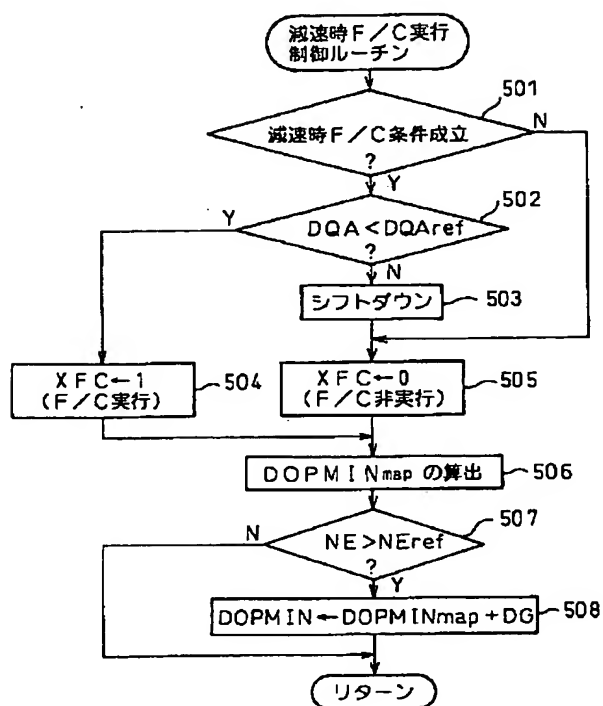 減速時F/C実行
制御ルーチン
501
減速時F/C条件成立
?
N
Y
502
DQA<DQAref
?
Y
N
シフトダウン
503
XFC←1
(F/C実行)
504
XFC←0
(F/C非実行)
505
DOPMINmap の算出
506
507
NE>NEref
?
N
Y
DOPMIN←DOPMINmap+DG
508
リターン